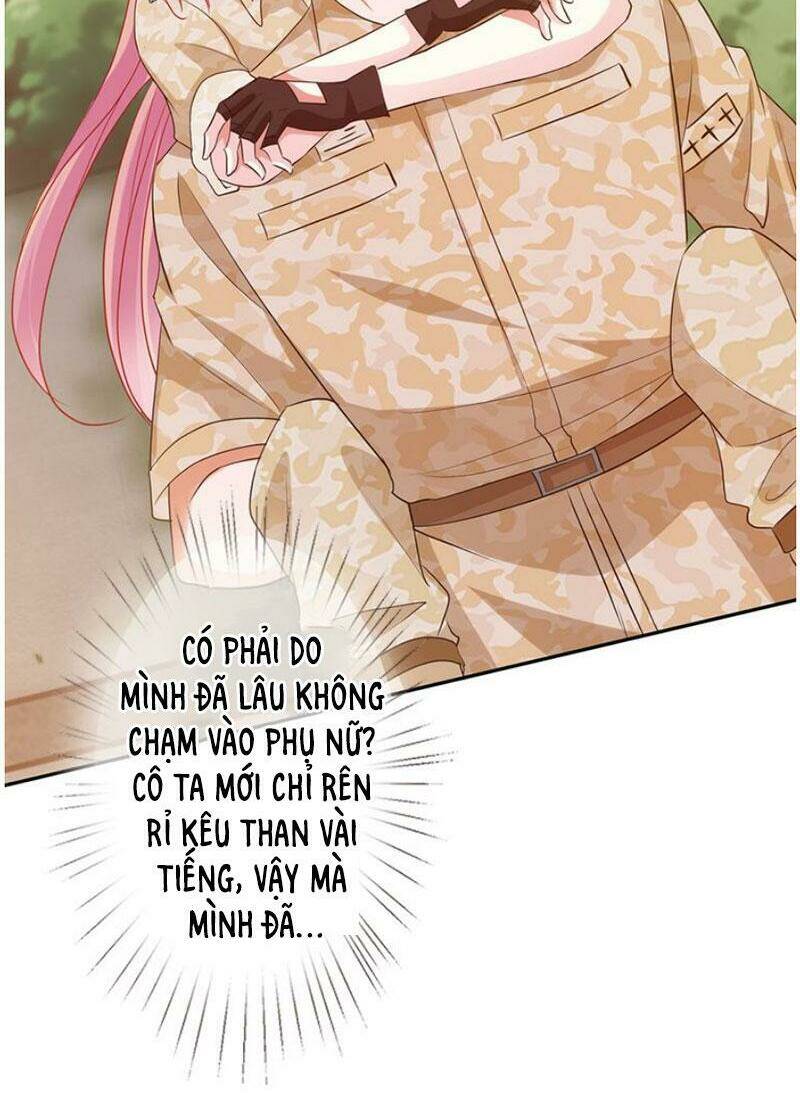 CÓ PHẢI DO
MÌNH ĐÃ LÂU KHÔNG
CHẠM VÀO PHỤ NỮ?
CÔ TA MỚI CHỈ RÊN
RỈ KÊU THAN VÀI
TIẾNG, VẬY MÀ
MÌNH ĐÃ...